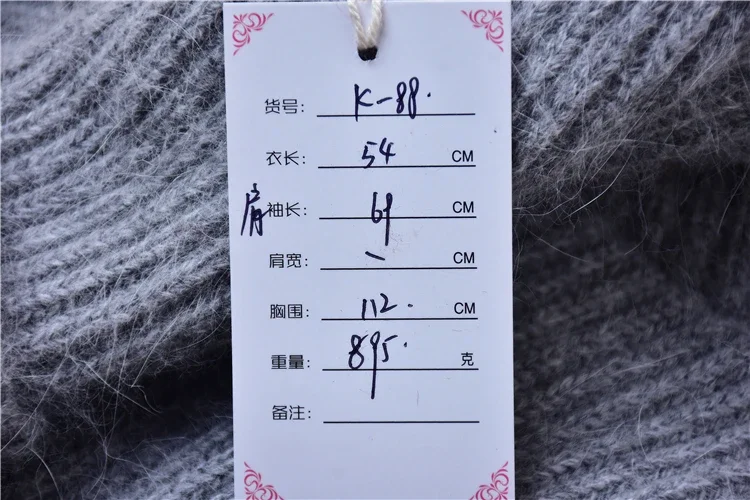 货号: K-88.
衣长: 54 CM
肩袖长: 69 CM
肩宽: - CM
胸围: 112. CM
重量: 895. 克
备注: